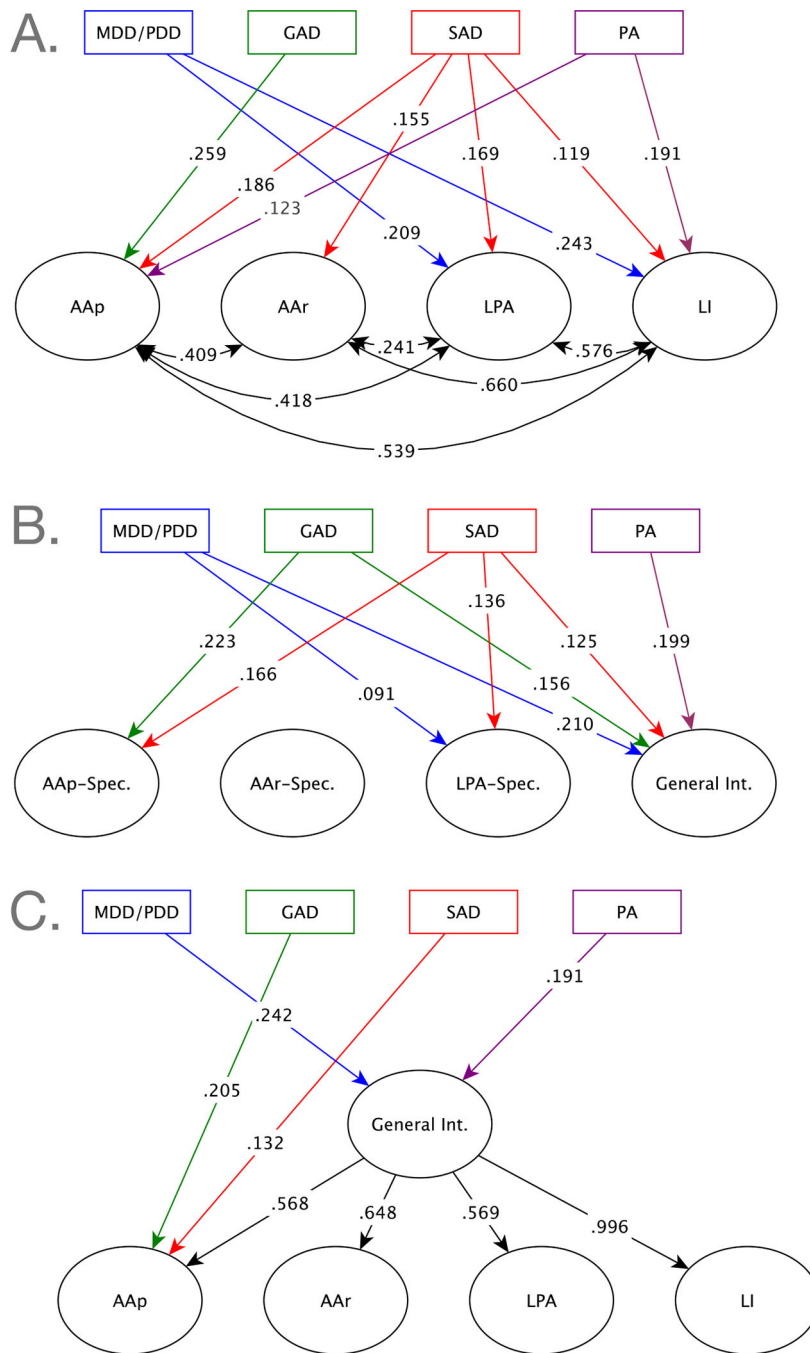 A.
MDD/PDD GAD SAD PA
.155
.259 .169 .119 .191
.186
.123
.209 .243
AAp AAr LPA LI
.409 .241 .576
.660
.418
.539
B.
MDD/PDD GAD SAD PA
.136
.223 .125 .199
.166 .156
.091
.210
AAp-Spec. AAr-Spec. LPA-Spec. General Int.
C.
MDD/PDD GAD SAD PA
.191
.242
.205
General Int.
.132
.568 .648 .569
.996
AAp AAr LPA LI